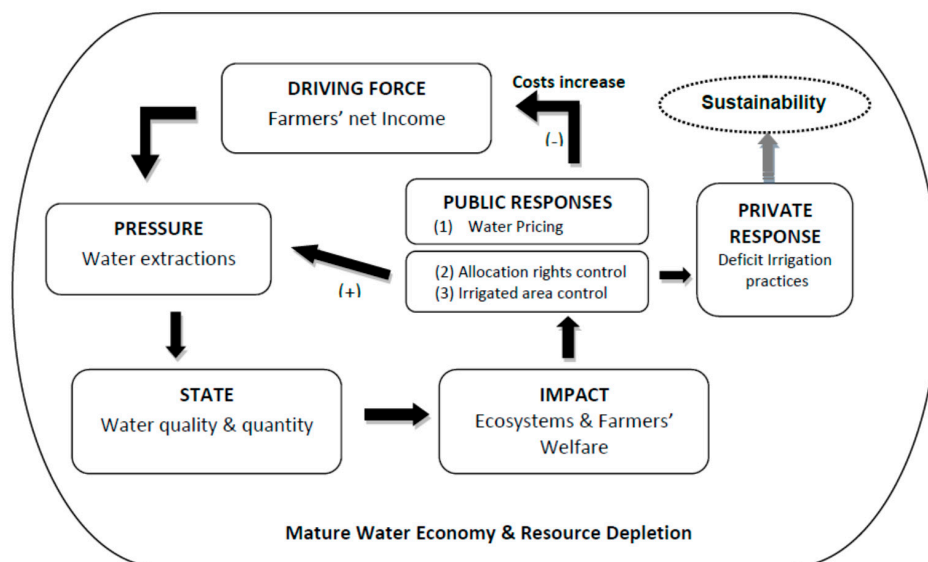 DRIVING FORCE
Farmers’ net Income
Costs increase
(-)
Sustainability
PRESSURE
Water extractions
PUBLIC RESPONSES
(1) Water Pricing
(2) Allocation rights control
(3) Irrigated area control
(+)
PRIVATE
RESPONSE
Deficit Irrigation
practices
STATE
Water quality & quantity
IMPACT
Ecosystems & Farmers’
Welfare
Mature Water Economy & Resource Depletion